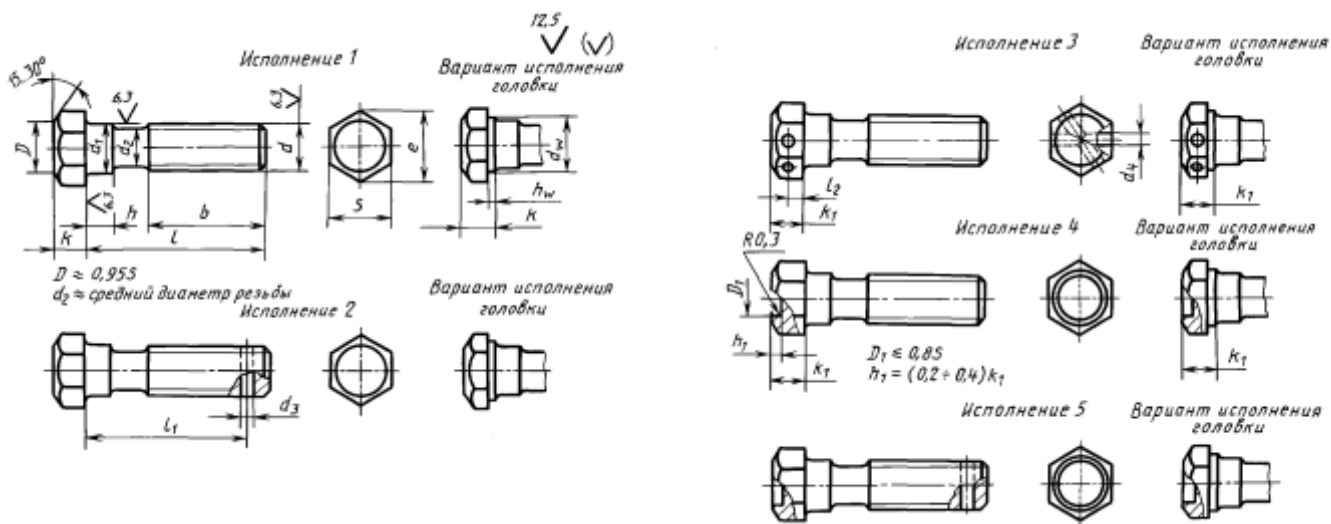 12,5
Исполнение 1
Вариант исполнения
головки
15...30°
6,3
6,3
D
d₁
d₂
d
e
d_w
h_w
6,3
h
b
S
k
k
l
D ≈ 0,95S
d₂ ≈ средний диаметр резьбы
Исполнение 2
Вариант исполнения
головки
d₃
l₁
Исполнение 3
Вариант исполнения
головки
d₄
l₂
k₁
k₁
R0,3
Исполнение 4
Вариант исполнения
головки
D₁
h₁
k₁
D₁ ≤ 0,8S
h₁ = (0,2 ÷ 0,4) k₁
k₁
Исполнение 5
Вариант исполнения
головки